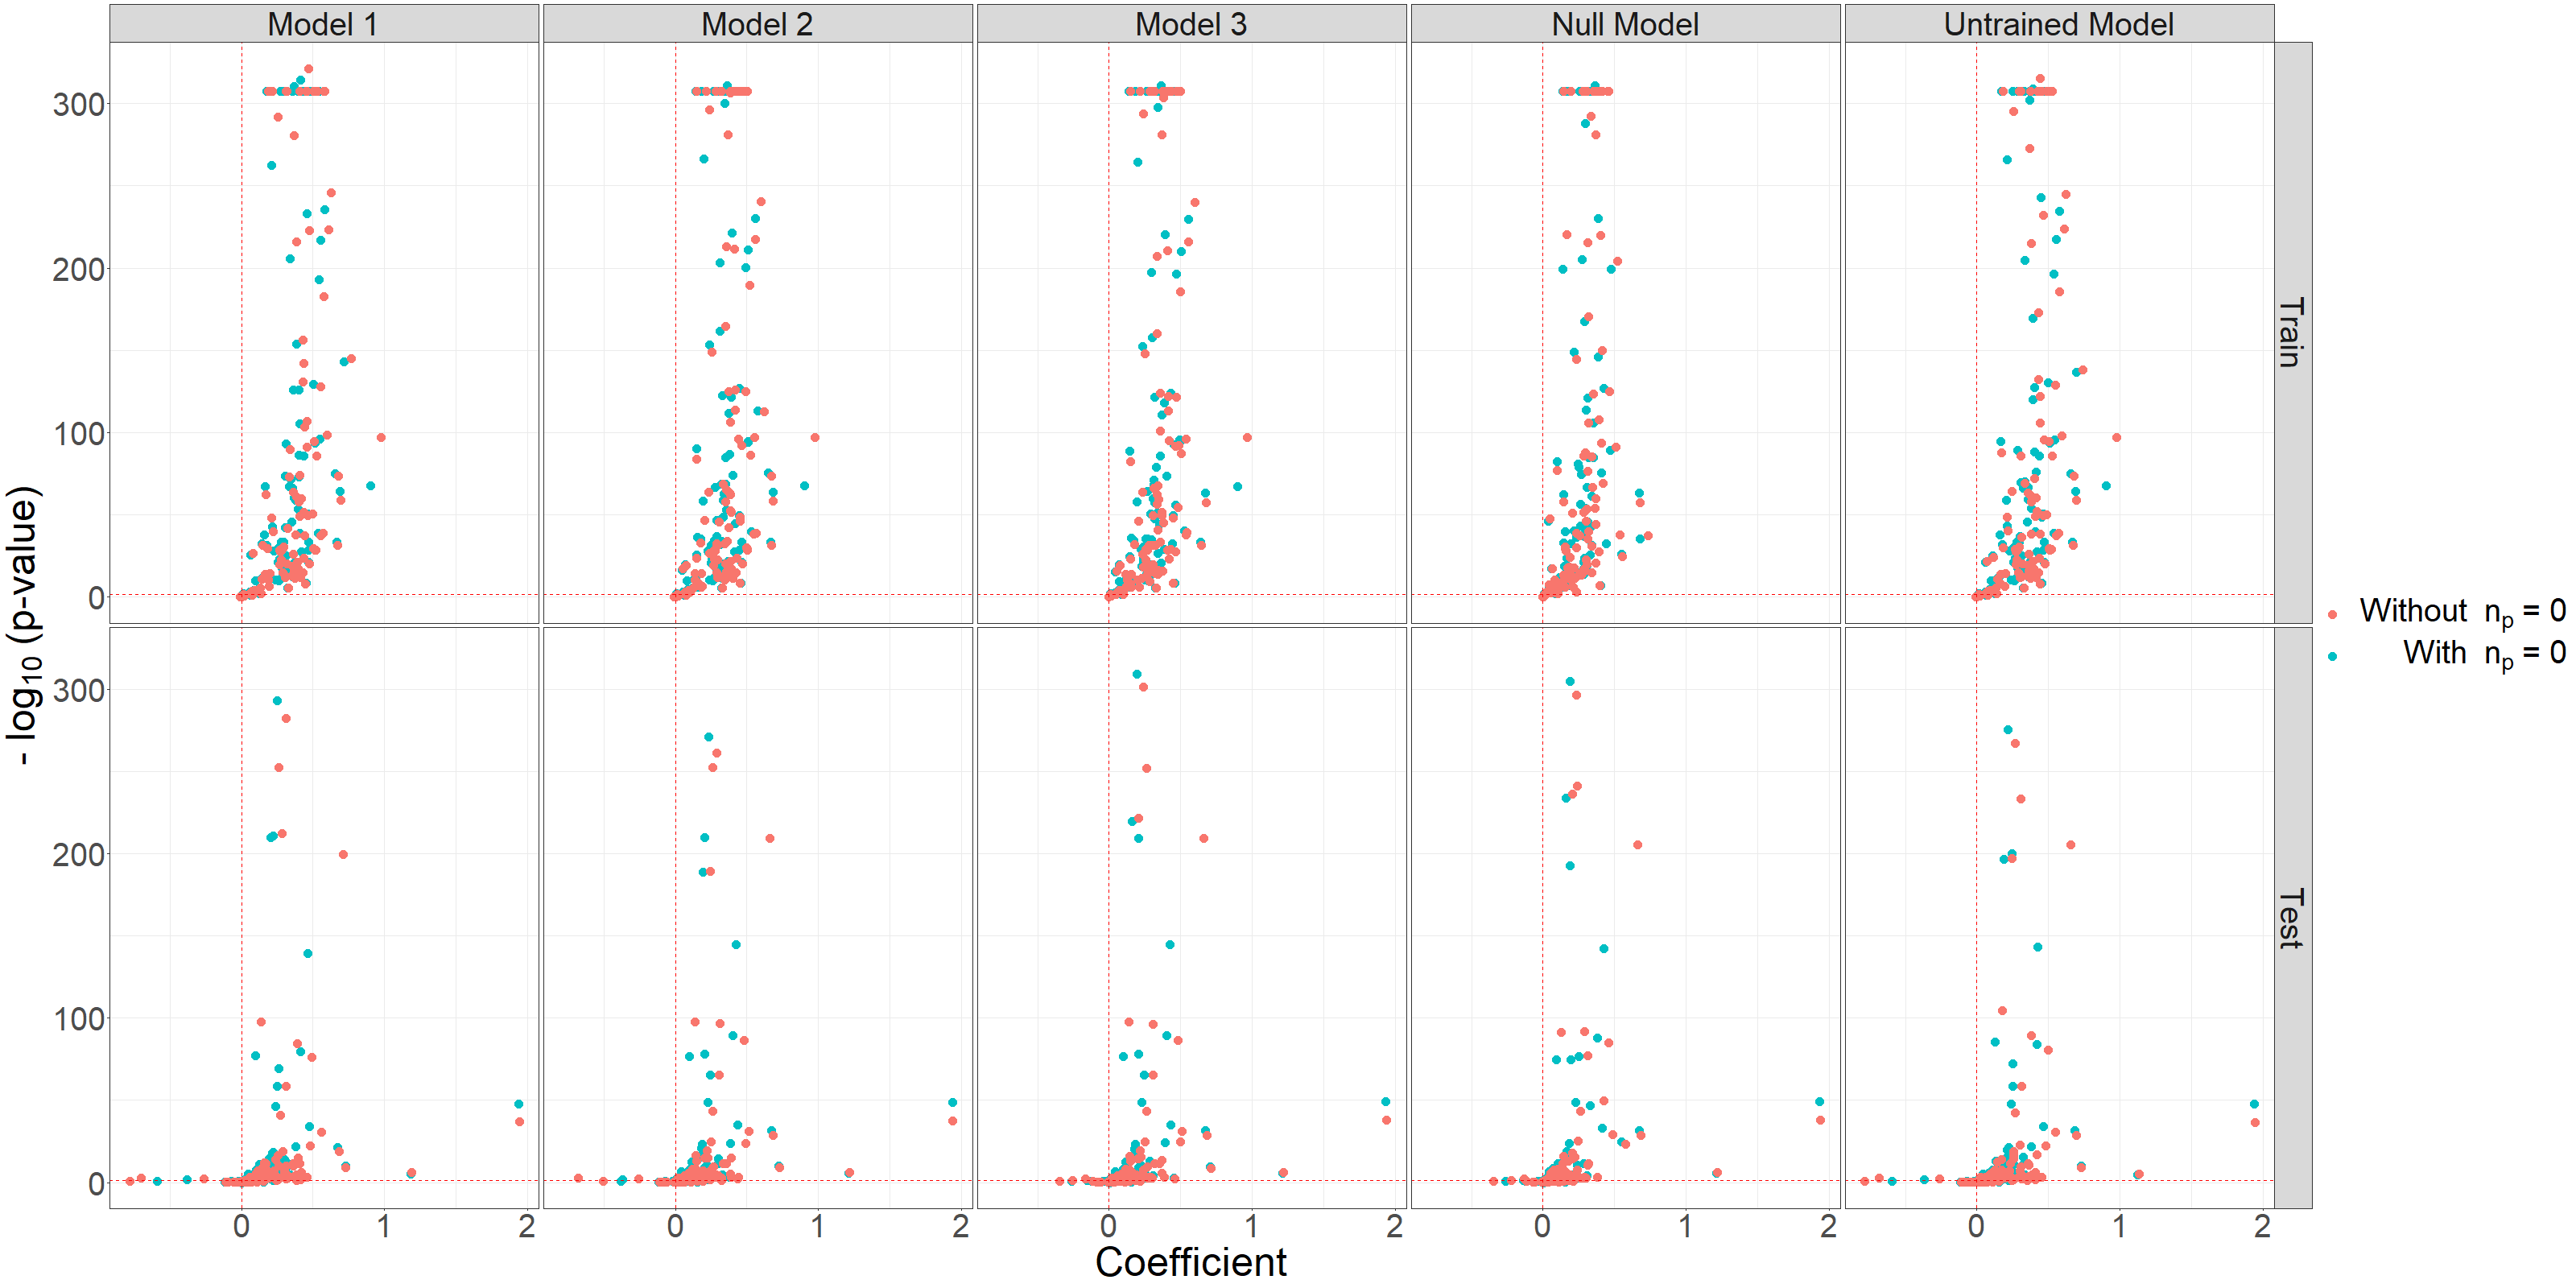 Model 1 Model 2 Model 3 Null Model Untrained Model
300
200
100
0
Train
- log10 (p-value)
Without np = 0
With np = 0
300
200
100
0
Test
0 1 2 0 1 2 0 1 2 0 1 2 0 1 2
Coefficient